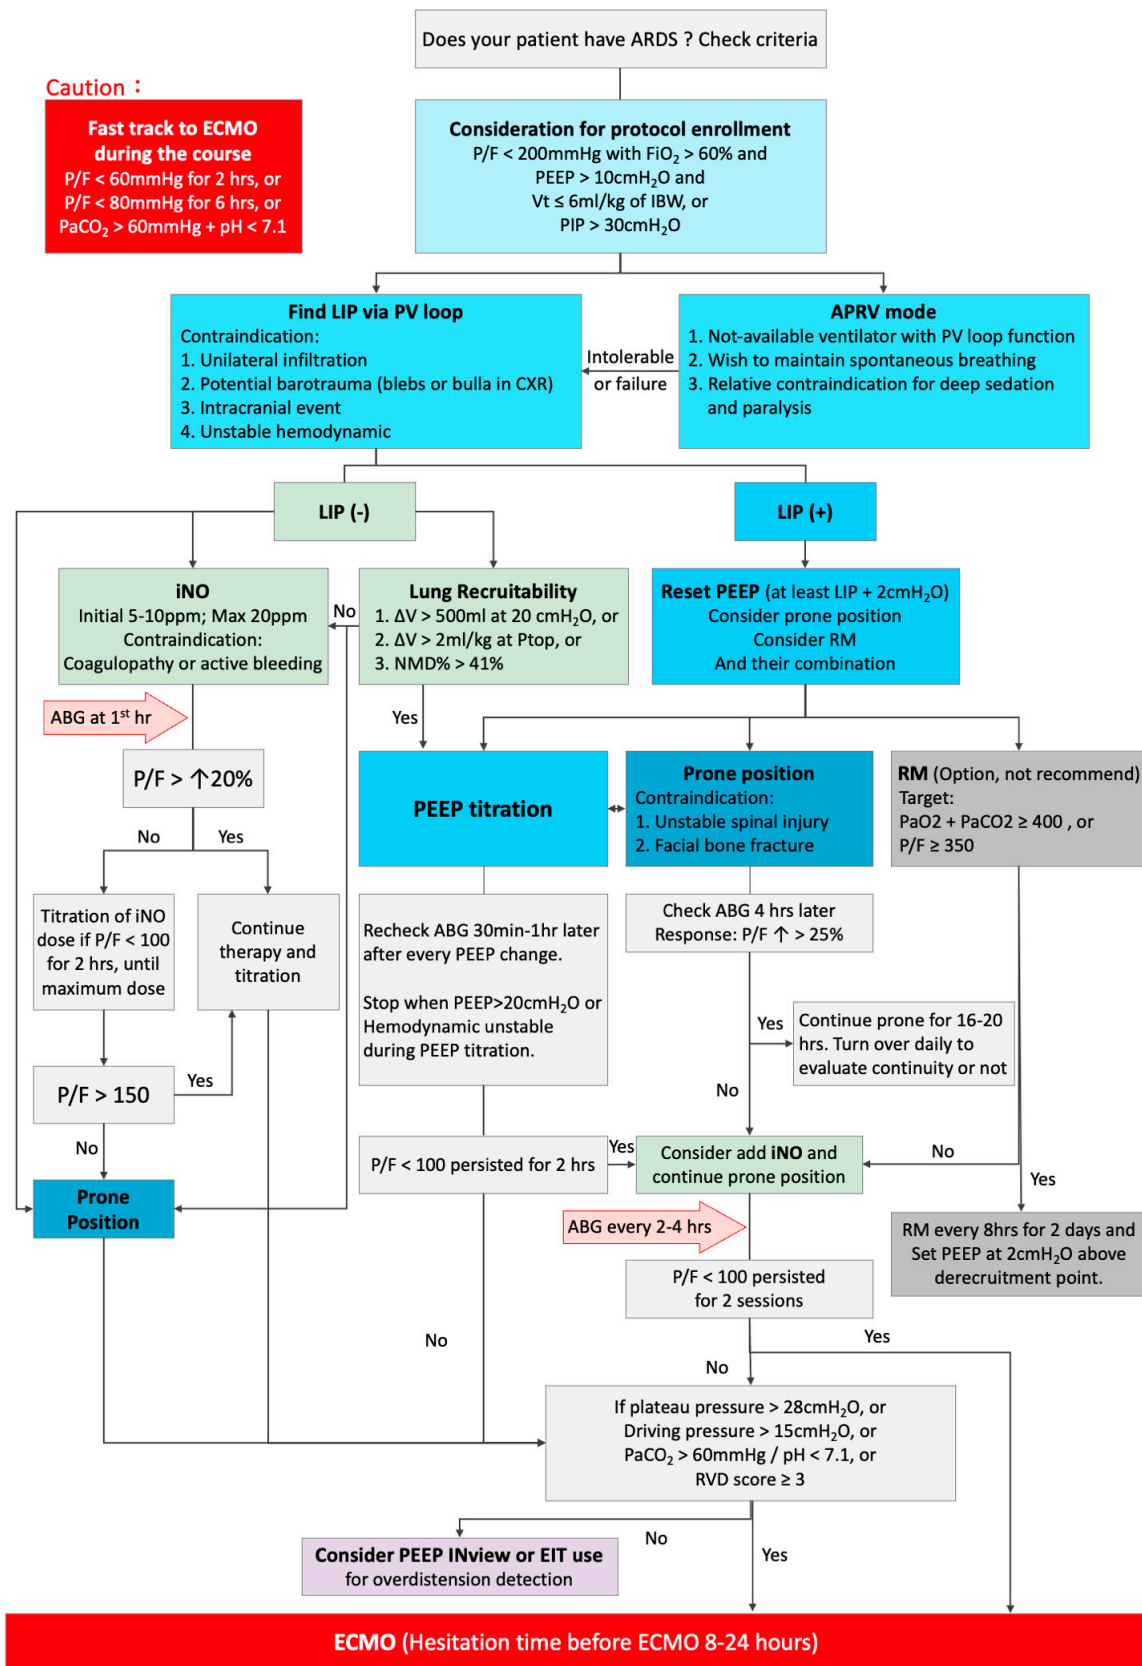 Does your patient have ARDS ? Check criteria
Caution：
Fast track to ECMO
during the course
P/F < 60mmHg for 2 hrs, or
P/F < 80mmHg for 6 hrs, or
PaCO₂ > 60mmHg + pH < 7.1
Consideration for protocol enrollment
P/F < 200mmHg with FiO₂ > 60% and
PEEP > 10cmH₂O and
Vt ≤ 6ml/kg of IBW, or
PIP > 30cmH₂O
Find LIP via PV loop
Contraindication:
1. Unilateral infiltration
2. Potential barotrauma (blebs or bulla in CXR)
3. Intracranial event
4. Unstable hemodynamic
Intolerable
or failure
APRV mode
1. Not-available ventilator with PV loop function
2. Wish to maintain spontaneous breathing
3. Relative contraindication for deep sedation
and paralysis
LIP (-)
LIP (+)
iNO
Initial 5-10ppm; Max 20ppm
Contraindication:
Coagulopathy or active bleeding
No
Lung Recruitability
1. ΔV > 500ml at 20 cmH₂O, or
2. ΔV > 2ml/kg at Ptop, or
3. NMD% > 41%
Reset PEEP (at least LIP + 2cmH₂O)
Consider prone position
Consider RM
And their combination
ABG at 1st hr
Yes
P/F > ↑20%
No
Yes
PEEP titration
Prone position
Contraindication:
1. Unstable spinal injury
2. Facial bone fracture
RM (Option, not recommend)
Target:
PaO2 + PaCO2 ≥ 400 , or
P/F ≥ 350
Titration of iNO
dose if P/F < 100
for 2 hrs, until
maximum dose
Continue
therapy and
titration
Recheck ABG 30min-1hr later
after every PEEP change.
Stop when PEEP>20cmH₂O or
Hemodynamic unstable
during PEEP titration.
Check ABG 4 hrs later
Response: P/F ↑ > 25%
Yes
Continue prone for 16-20
hrs. Turn over daily to
evaluate continuity or not
No
P/F > 150
Yes
No
P/F < 100 persisted for 2 hrs
Yes
Consider add iNO and
continue prone position
No
Yes
Prone
Position
ABG every 2-4 hrs
RM every 8hrs for 2 days and
Set PEEP at 2cmH₂O above
derecruitment point.
P/F < 100 persisted
for 2 sessions
No
Yes
No
If plateau pressure > 28cmH₂O, or
Driving pressure > 15cmH₂O, or
PaCO₂ > 60mmHg / pH < 7.1, or
RVD score ≥ 3
No
Yes
Consider PEEP INview or EIT use
for overdistension detection
ECMO (Hesitation time before ECMO 8-24 hours)